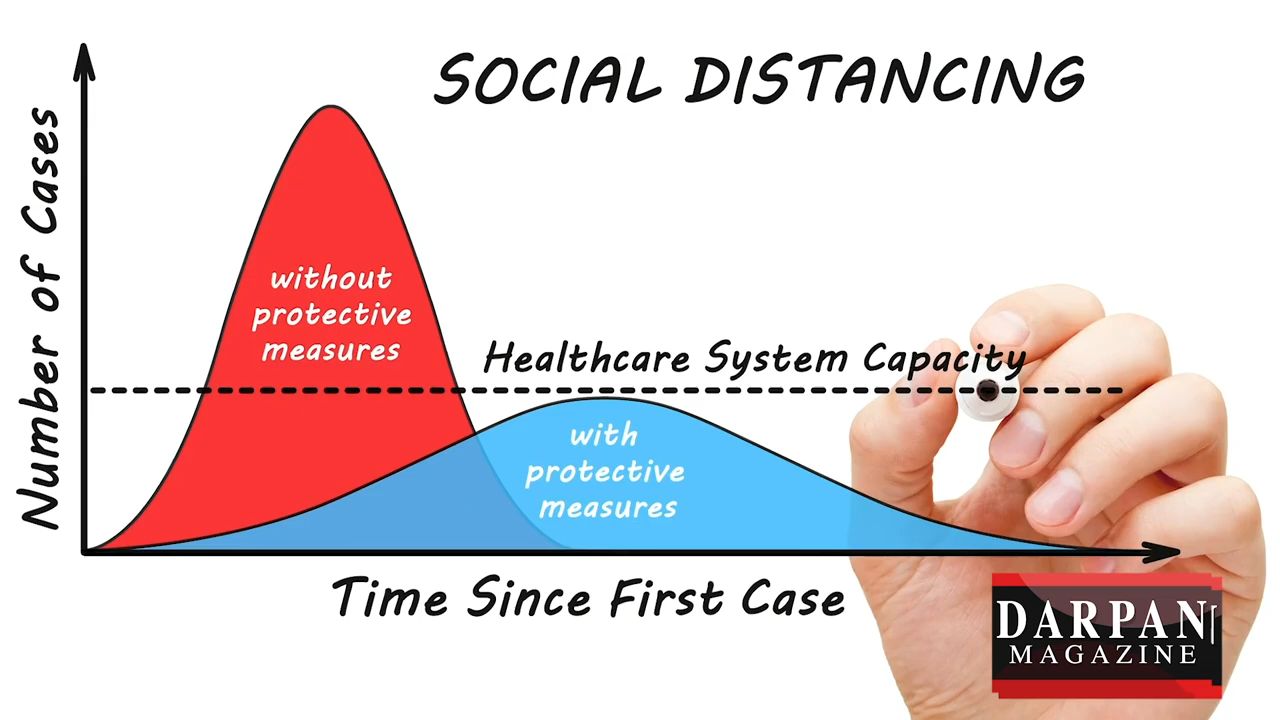 SOCIAL DISTANCING
Number of Cases
without
protective
measures
Healthcare System Capacity
with
protective
measures
Time Since First Case
DARPAN
MAGAZINE